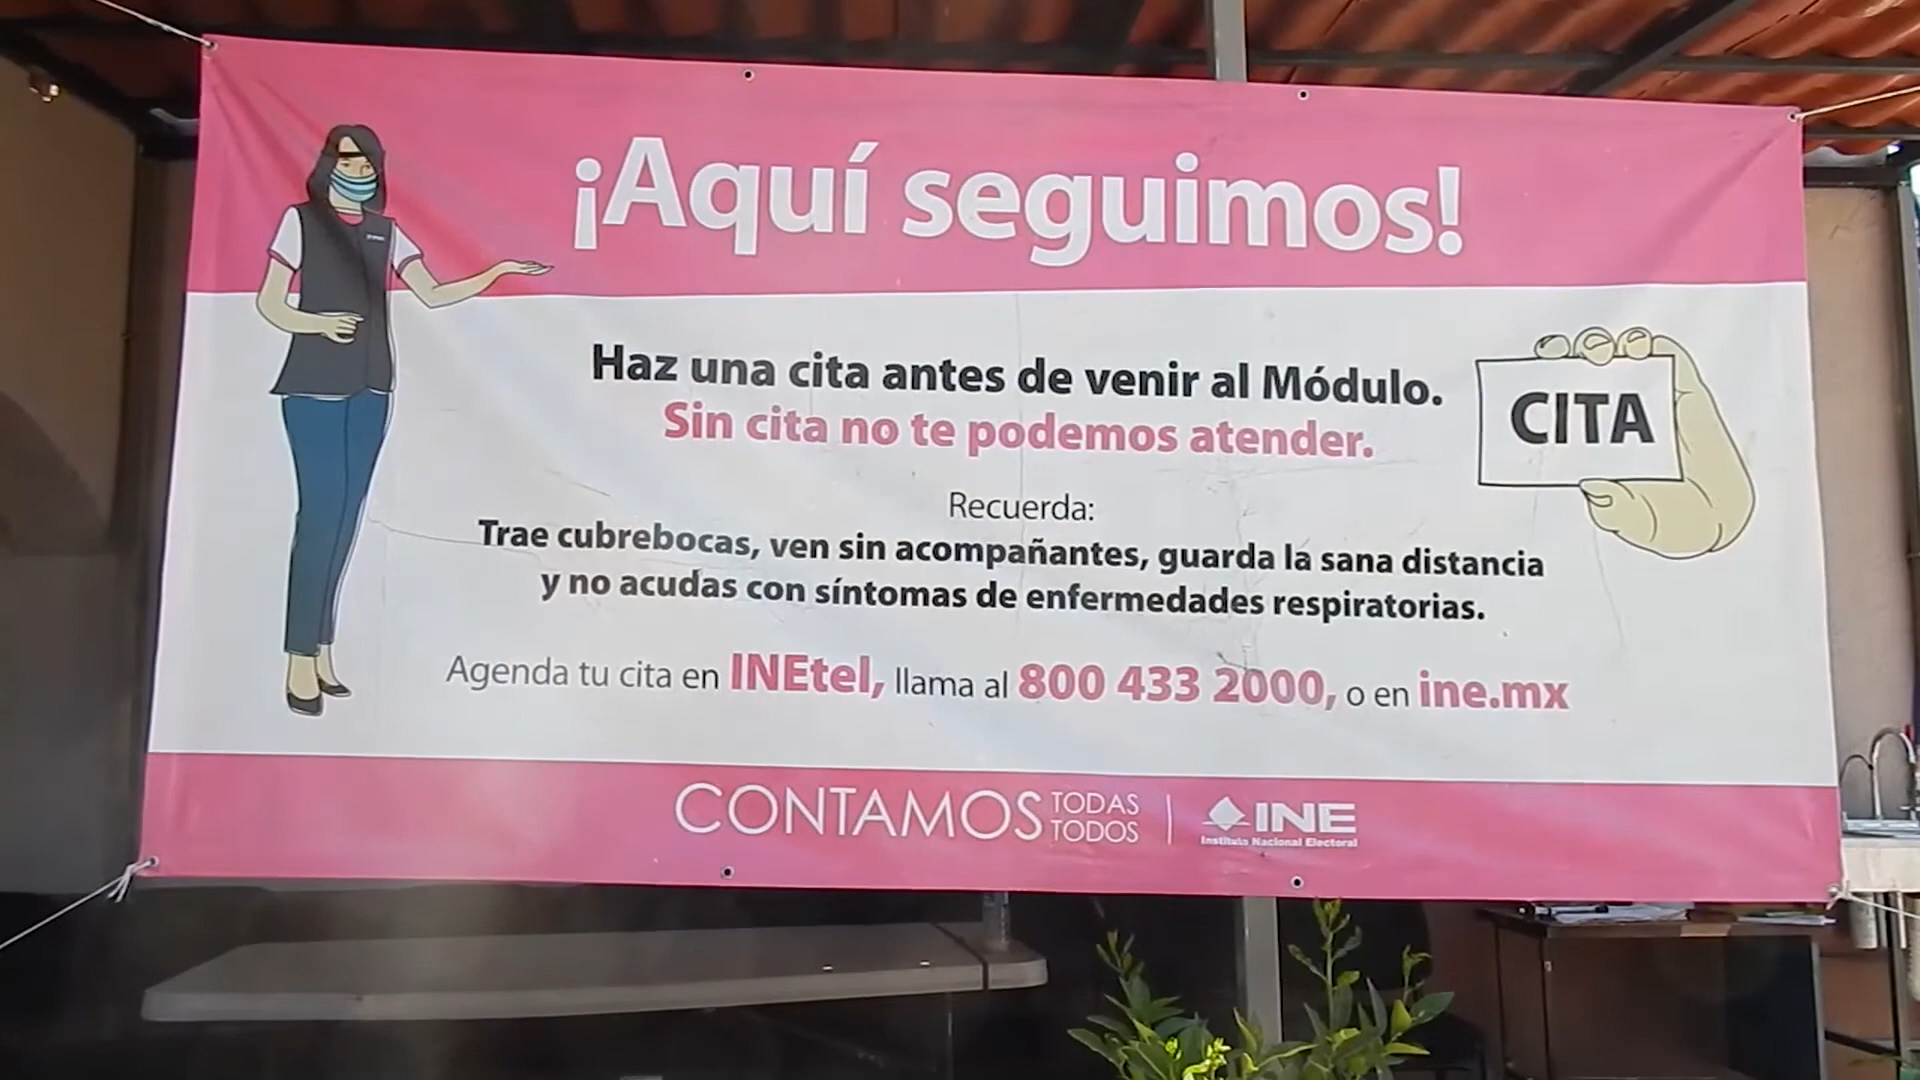 ¡Aquí seguimos!
Haz una cita antes de venir al Módulo.
Sin cita no te podemos atender.
CITA
Recuerda:
Trae cubrebocas, ven sin acompañantes, guarda la sana distancia
y no acudas con síntomas de enfermedades respiratorias.
Agenda tu cita en INEtel, llama al 800 433 2000, o en ine.mx
CONTAMOS TODAS TODOS | INE
Instituto Nacional Electoral